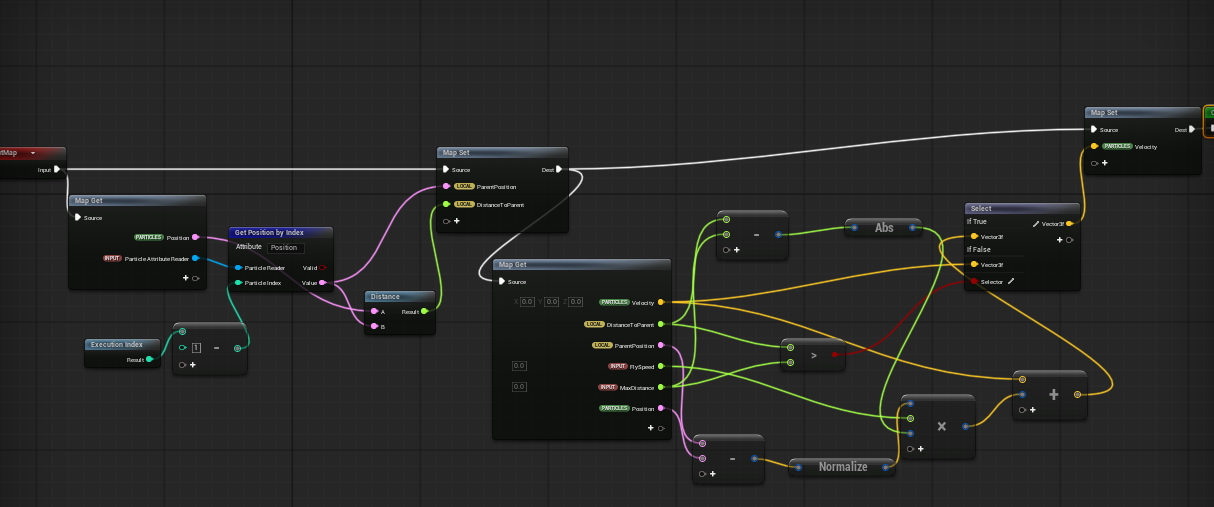 Map
Input
Map Get
Source
PARTICLES Position
INPUT Particle Attribute Reader
Get Position by Index
Attribute Position
Particle Reader Valid
Particle Index Value
Execution Index
Result
1 -
Distance
A Result
B
Map Set
Source Dest
LOCAL ParentPosition
LOCAL DistanceToParent
Map Get
Source
X 0.0 Y 0.0 Z 0.0 PARTICLES Velocity
LOCAL DistanceToParent
LOCAL ParentPosition
0.0 INPUT FlySpeed
0.0 INPUT MaxDistance
PARTICLES Position
-
Abs
>
-
Normalize
×
+
Select
If True
Vector3f
Vector3f
If False
Vector3f
Selector
Map Set
Source Dest
PARTICLES Velocity